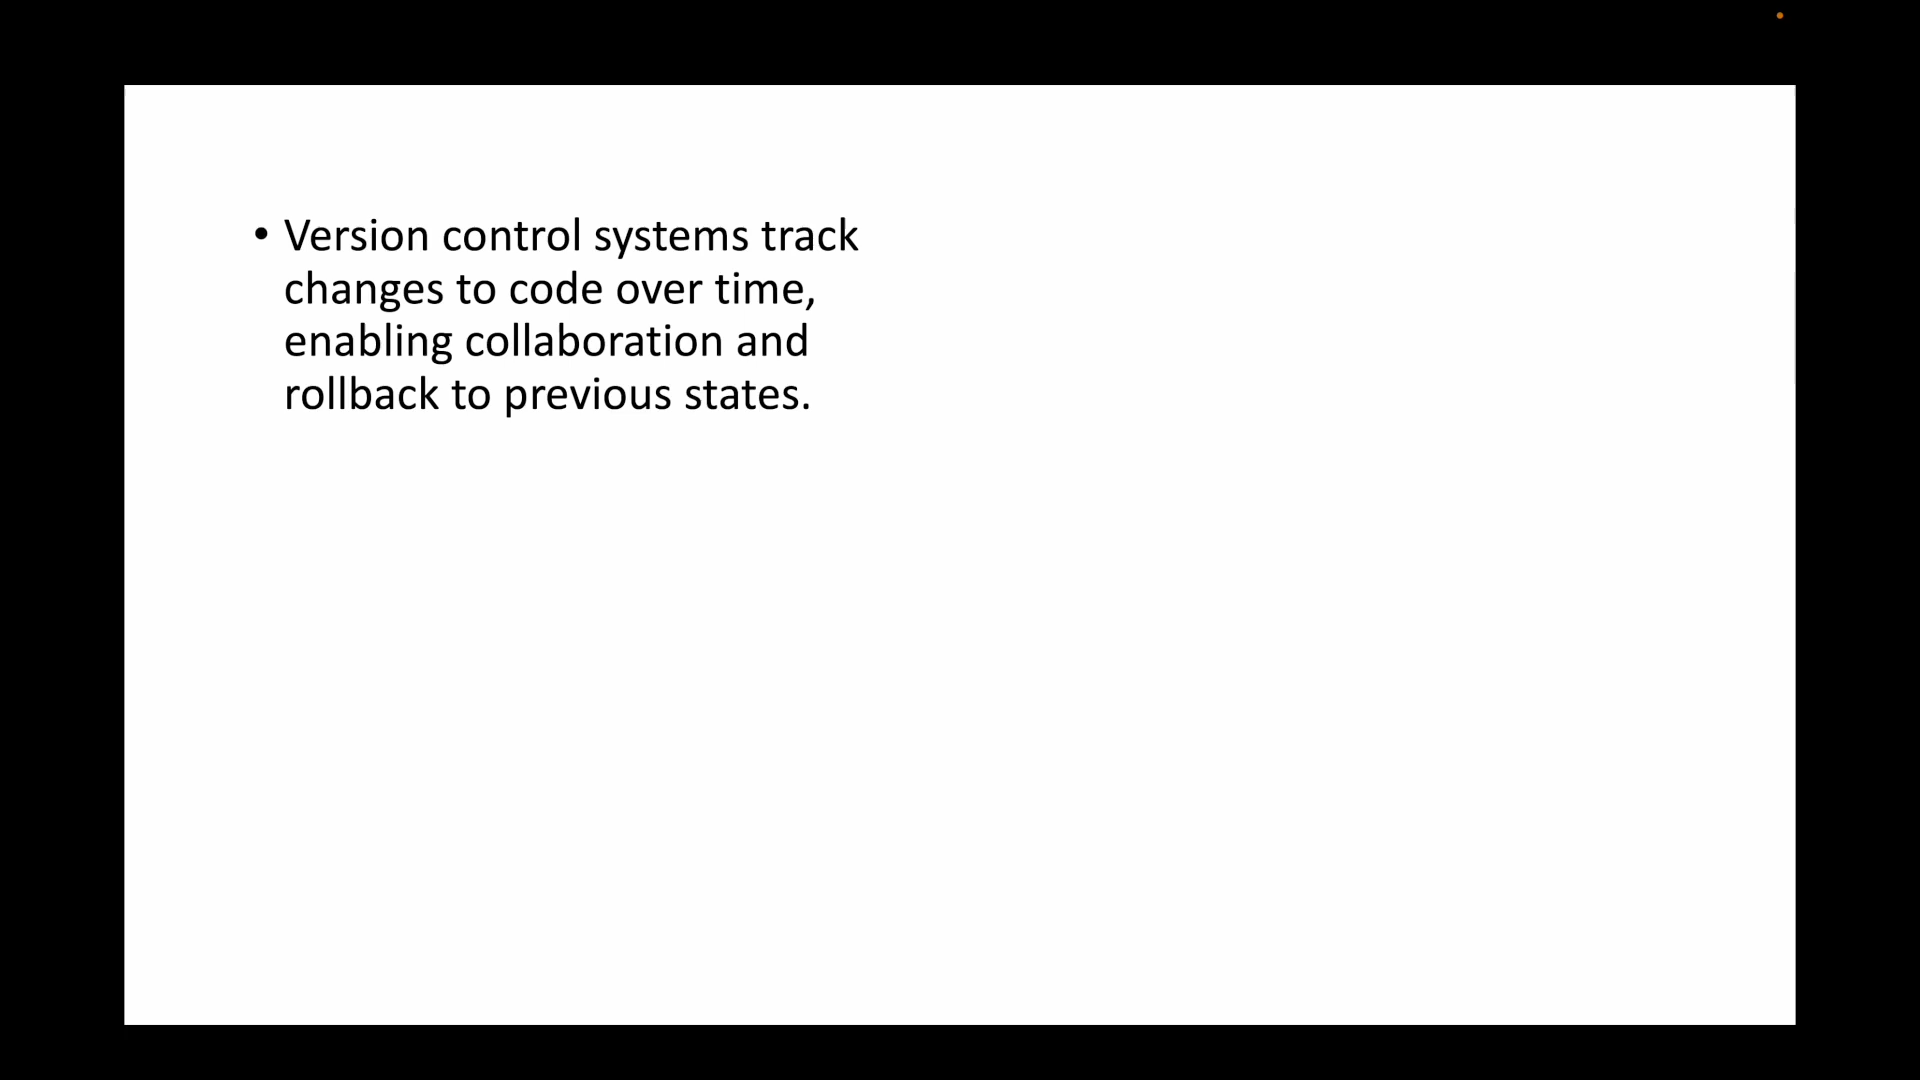 • Version control systems track
changes to code over time,
enabling collaboration and
rollback to previous states.